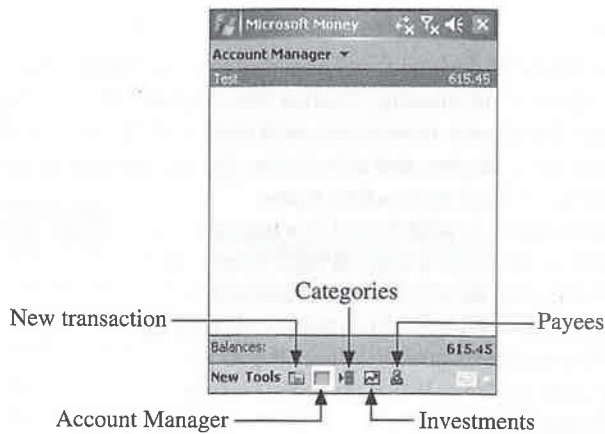 Microsoft Money
Account Manager
Test 615.45
Categories
New transaction
Payees
Balances: 615.45
New Tools
Account Manager
Investments